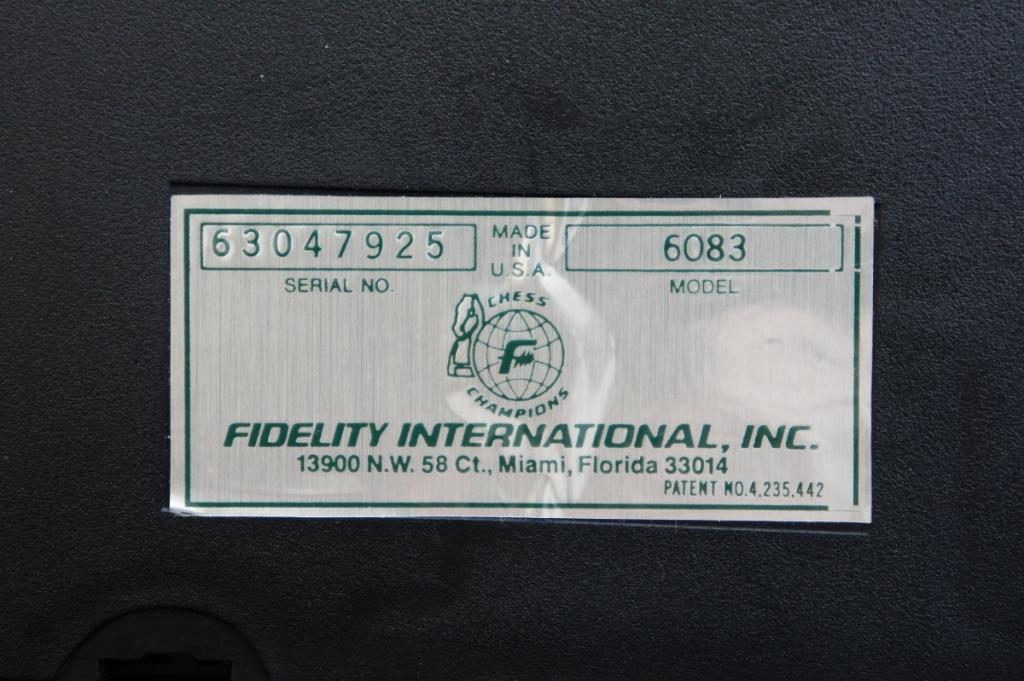 63047925
MADE
IN
U.S.A.
6083
SERIAL NO.
MODEL
CHESS
F
CHAMPIONS
FIDELITY INTERNATIONAL, INC.
13900 N.W. 58 Ct., Miami, Florida 33014
PATENT NO.4,235,442